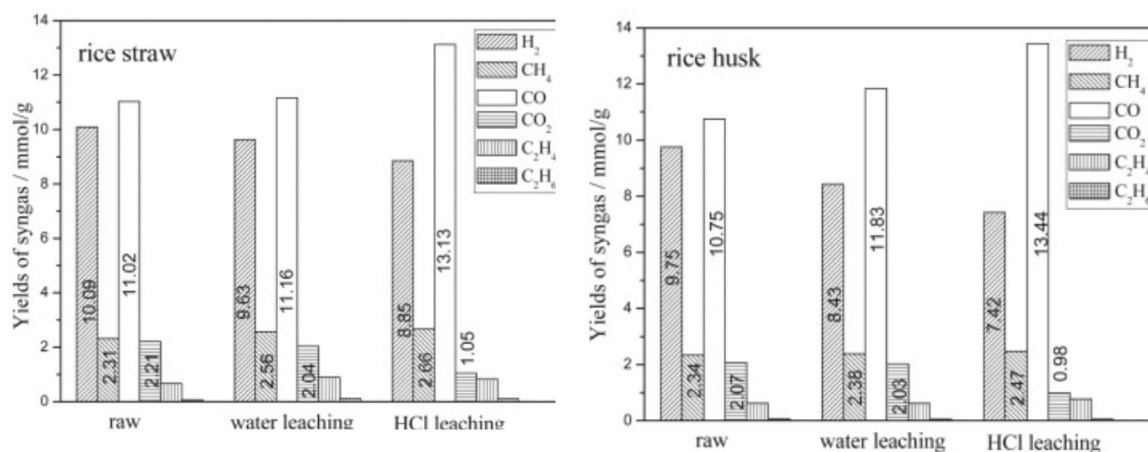 rice straw
H₂
CH₄
CO
CO₂
C₂H₄
C₂H₆
Yields of syngas / mmol/g
14
12
10
8
6
4
2
0
10.09
2.31
11.02
2.21
9.63
2.56
11.16
2.04
8.85
2.66
13.13
1.05
raw
water leaching
HCl leaching
rice husk
H₂
CH₄
CO
CO₂
C₂H₄
C₂H₆
Yields of syngas / mmol/g
14
12
10
8
6
4
2
0
9.75
2.34
10.75
2.07
8.43
2.38
11.83
2.03
7.42
2.47
13.44
0.98
raw
water leaching
HCl leaching